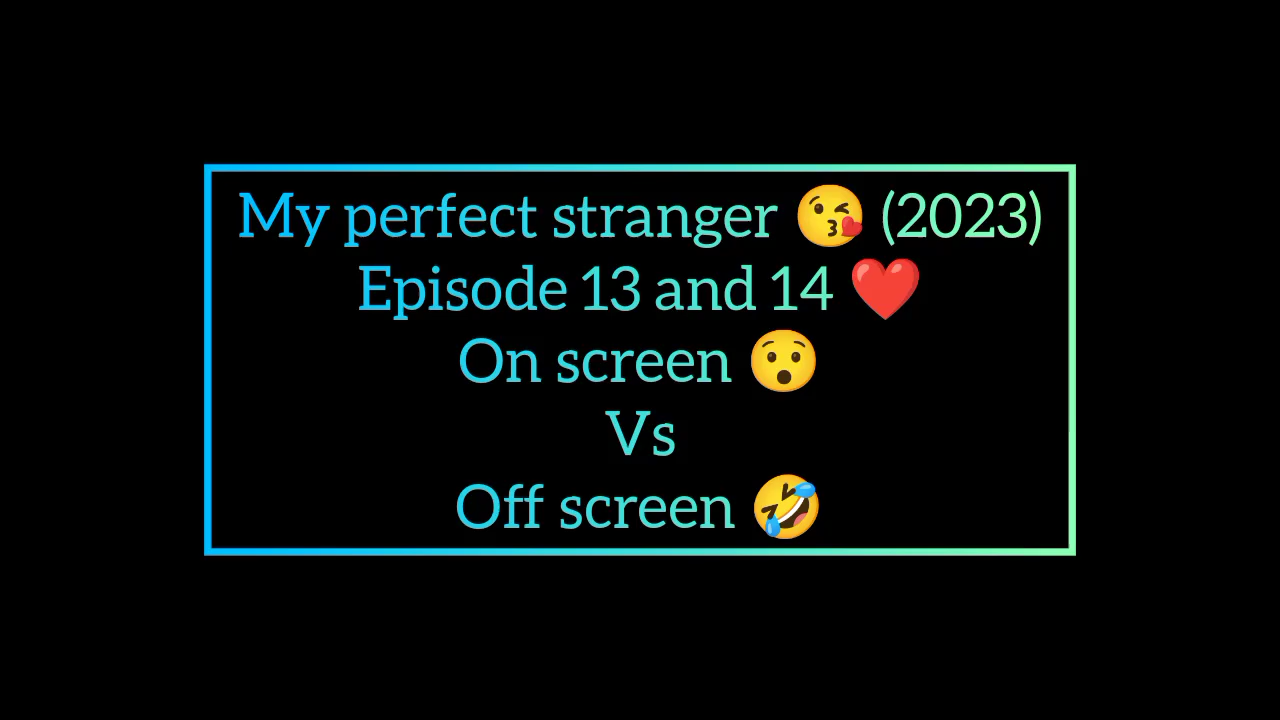 My perfect stranger 😘 (2023)
Episode 13 and 14 ❤️
On screen 😯
Vs
Off screen 🤣